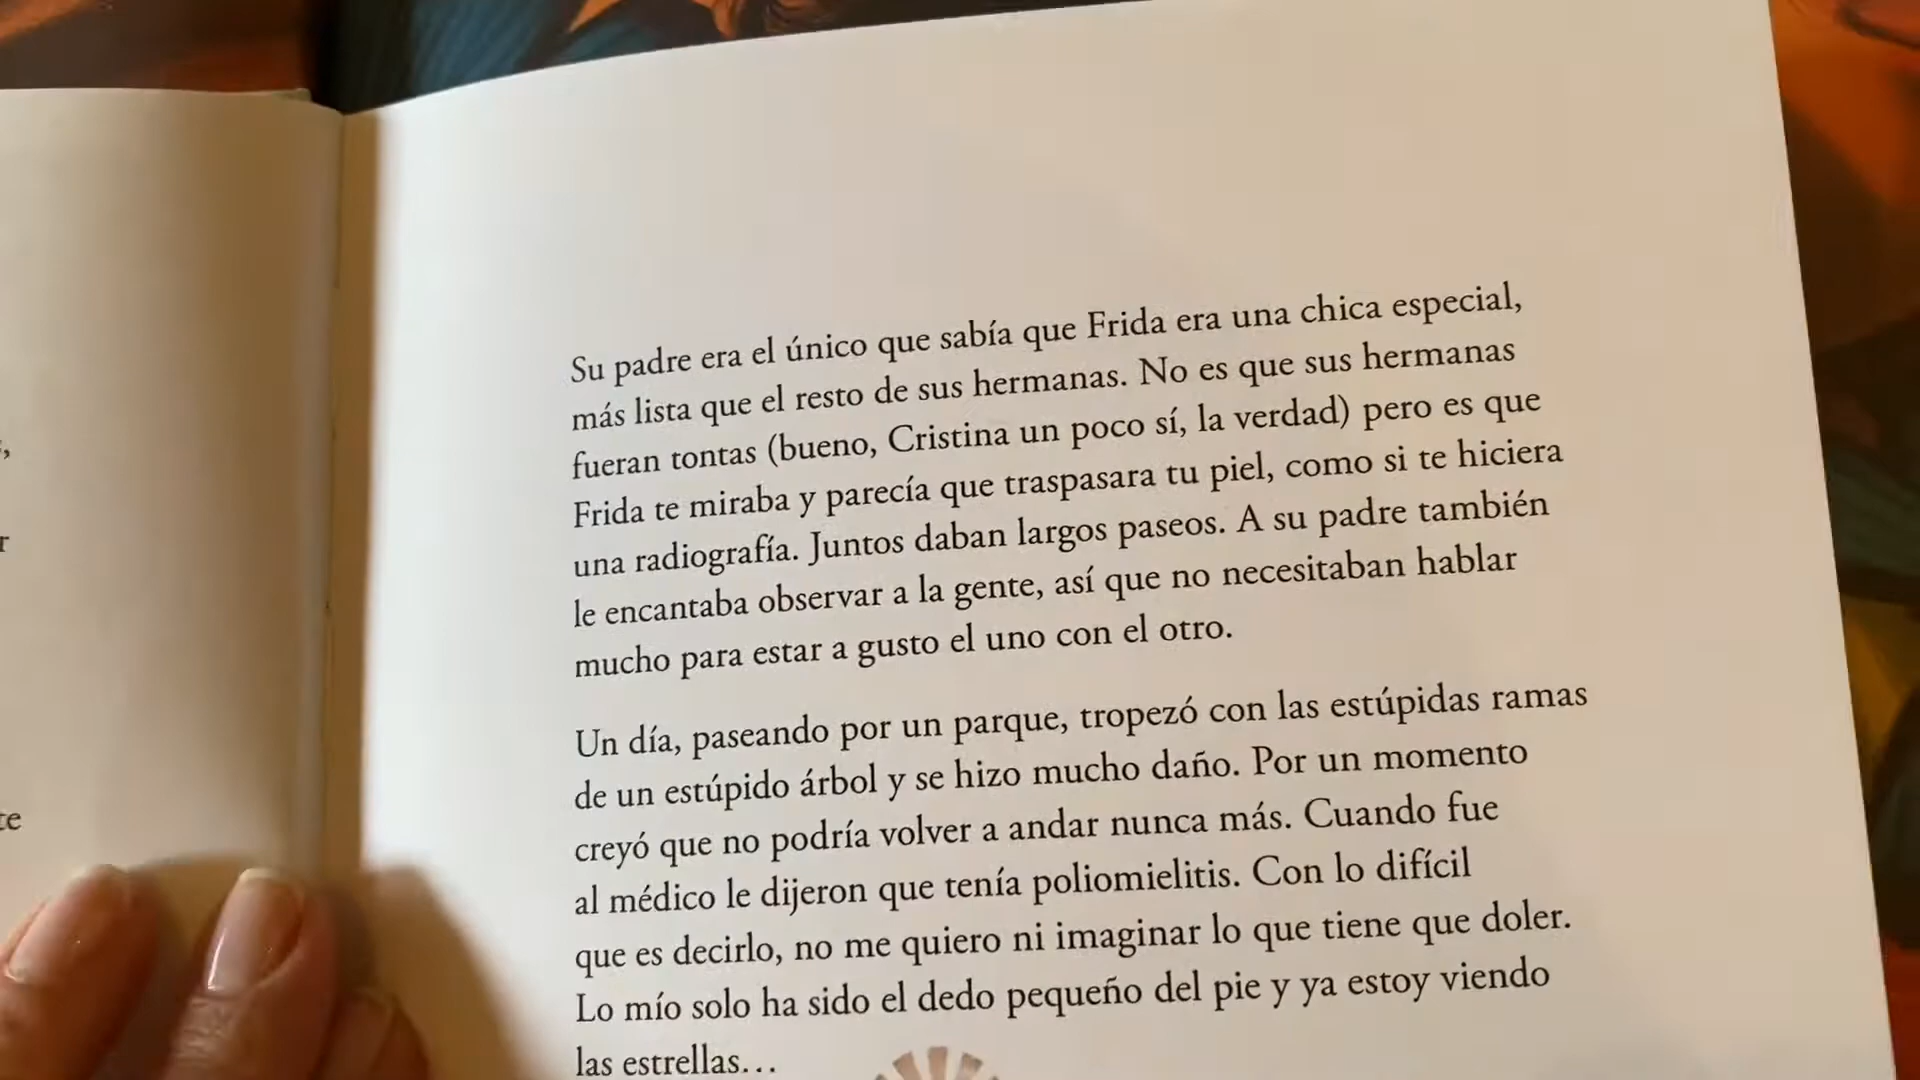 Su padre era el único que sabía que Frida era una chica especial,
más lista que el resto de sus hermanas. No es que sus hermanas
fueran tontas (bueno, Cristina un poco sí, la verdad) pero es que
Frida te miraba y parecía que traspasara tu piel, como si te hiciera
una radiografía. Juntos daban largos paseos. A su padre también
le encantaba observar a la gente, así que no necesitaban hablar
mucho para estar a gusto el uno con el otro.
Un día, paseando por un parque, tropezó con las estúpidas ramas
de un estúpido árbol y se hizo mucho daño. Por un momento
creyó que no podría volver a andar nunca más. Cuando fue
al médico le dijeron que tenía poliomielitis. Con lo difícil
que es decirlo, no me quiero ni imaginar lo que tiene que doler.
Lo mío solo ha sido el dedo pequeño del pie y ya estoy viendo
las estrellas...